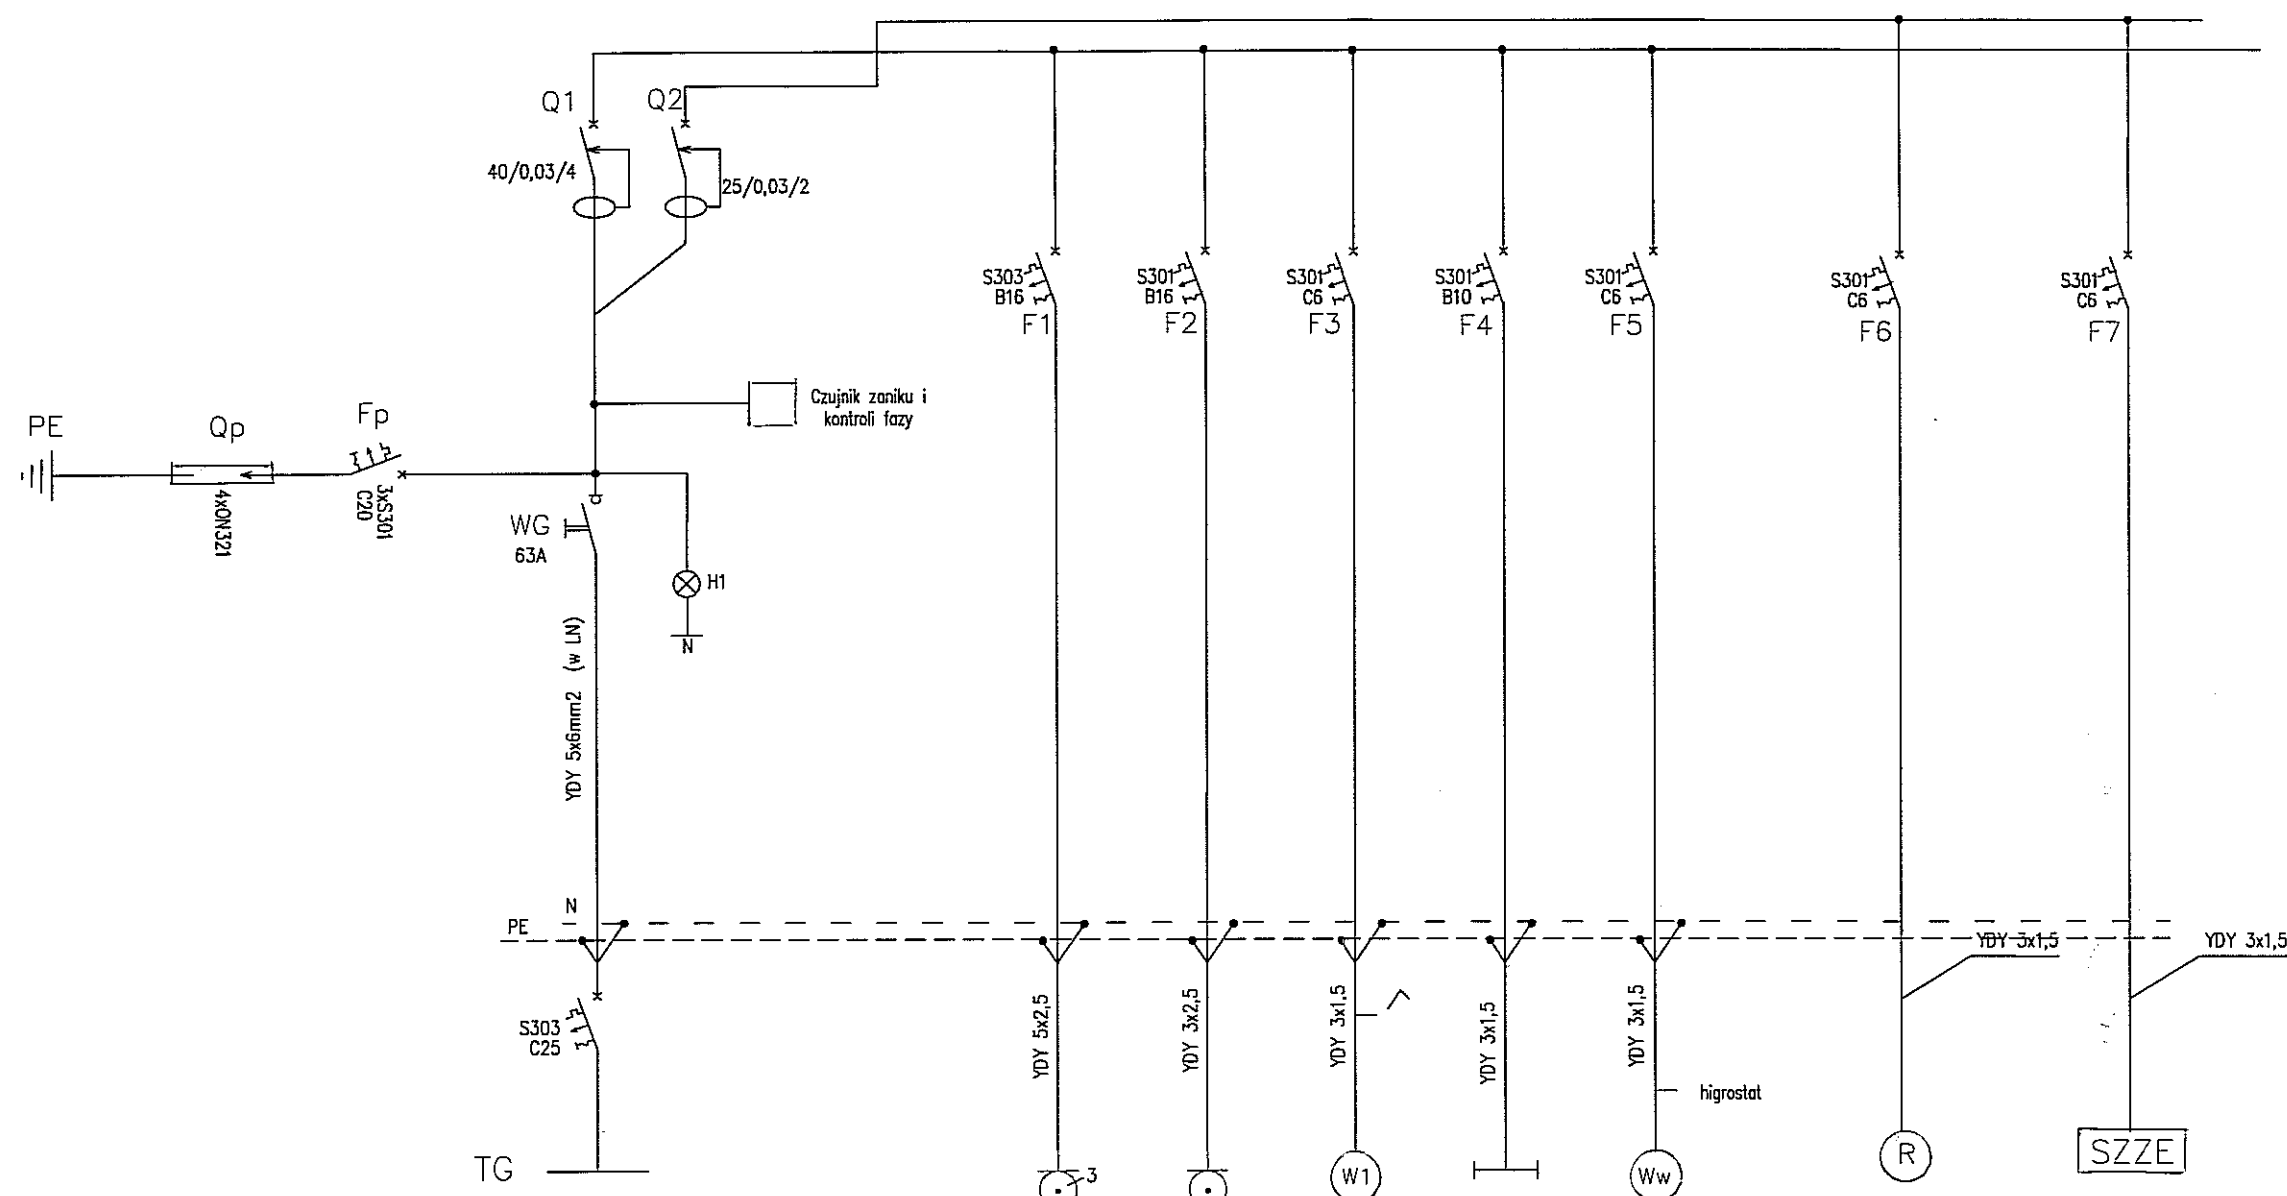 Q1
Q2
40/0,03/4
25/0,03/2
S303
B16
F1
S301
B16
F2
S301
C6
F3
S301
B10
F4
S301
C6
F5
S301
C6
F6
S301
C6
F7
Czujnik zaniku i
kontroli fazy
PE
Qp
4xON321
Fp
3xS301
C20
WG
63A
H1
N
YDY 5x6mm2 (w LN)
N
PE
S303
C25
TG
YDY 5x2,5
3
YDY 3x2,5
YDY 3x1,5
W1
YDY 3x1,5
YDY 3x1,5
higrostat
Ww
YDY 3x1,5
R
YDY 3x1,5
SZZE